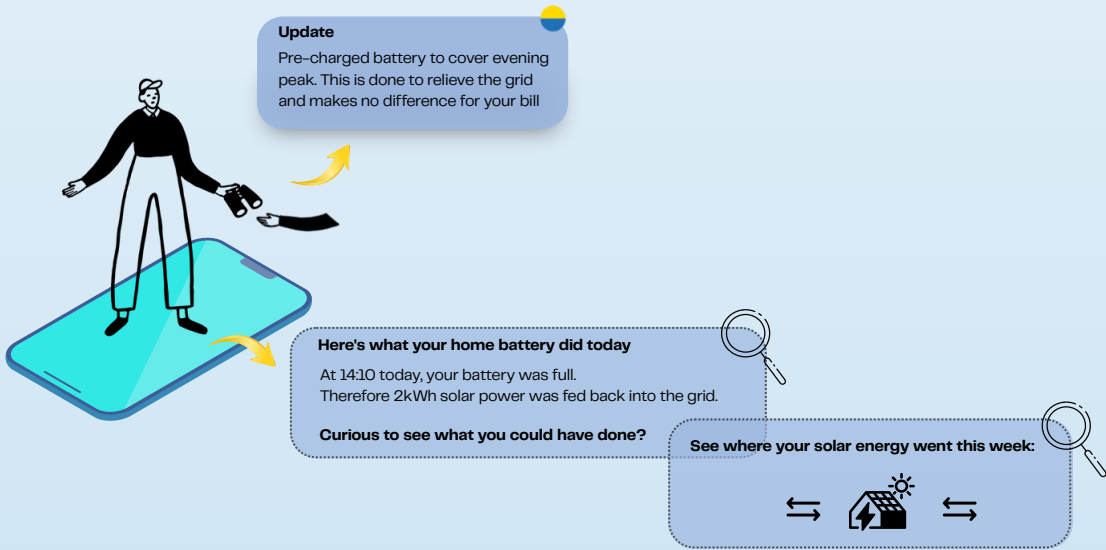 Update
Pre-charged battery to cover evening
peak. This is done to relieve the grid
and makes no difference for your bill
Here's what your home battery did today
At 14:10 today, your battery was full.
Therefore 2kWh solar power was fed back into the grid.
Curious to see what you could have done?
See where your solar energy went this week: